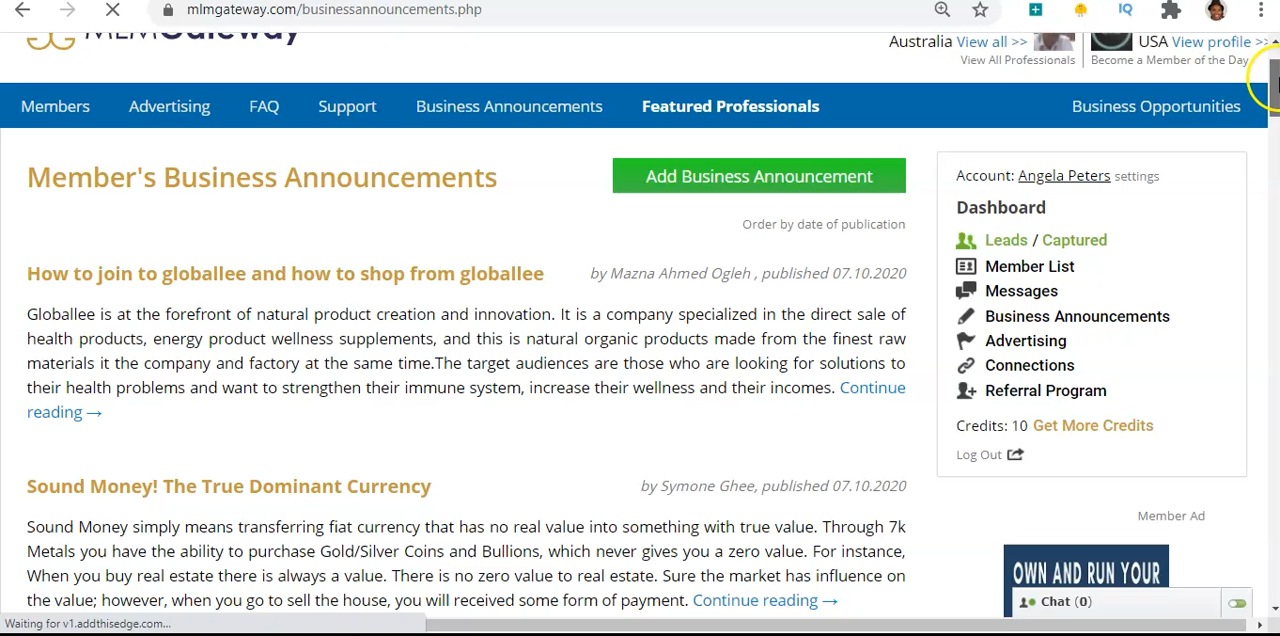 mlmgateway.com/businessannouncements.php
Australia View all >>
View All Professionals
USA View profile >>
Become a Member of the Day
Members Advertising FAQ Support Business Announcements Featured Professionals Business Opportunities
Member's Business Announcements
Add Business Announcement
Order by date of publication
How to join to globallee and how to shop from globallee
by Mazna Ahmed Ogleh , published 07.10.2020
Globallee is at the forefront of natural product creation and innovation. It is a company specialized in the direct sale of
health products, energy product wellness supplements, and this is natural organic products made from the finest raw
materials it the company and factory at the same time.The target audiences are those who are looking for solutions to
their health problems and want to strengthen their immune system, increase their wellness and their incomes. Continue
reading →
Sound Money! The True Dominant Currency
by Symone Ghee, published 07.10.2020
Sound Money simply means transferring fiat currency that has no real value into something with true value. Through 7k
Metals you have the ability to purchase Gold/Silver Coins and Bullions, which never gives you a zero value. For instance,
When you buy real estate there is always a value. There is no zero value to real estate. Sure the market has influence on
the value; however, when you go to sell the house, you will received some form of payment. Continue reading →
Account: Angela Peters settings
Dashboard
Leads / Captured
Member List
Messages
Business Announcements
Advertising
Connections
Referral Program
Credits: 10 Get More Credits
Log Out
Member Ad
OWN AND RUN YOUR
Chat (0)
Waiting for v1.addthisedge.com...